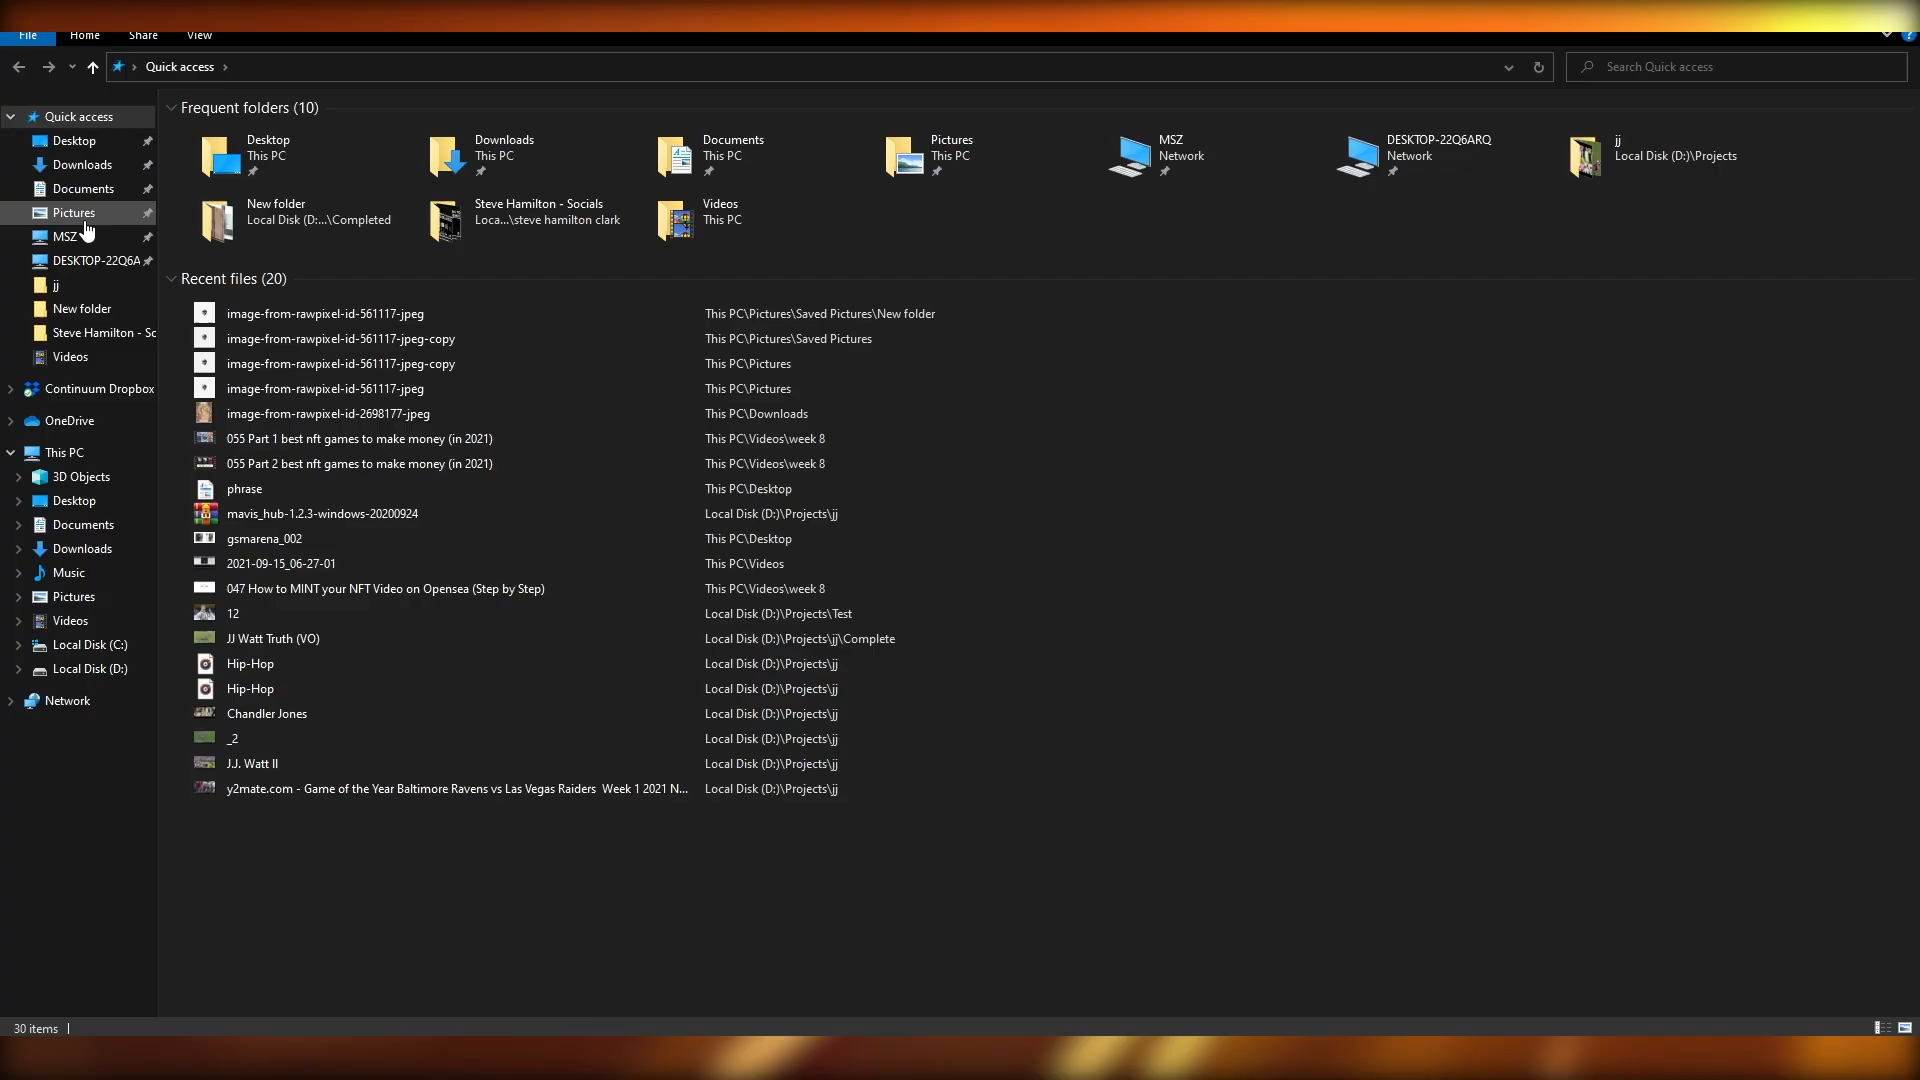 File Home Share View
Quick access
Search Quick access
Quick access
Desktop
Downloads
Documents
Pictures
MSZ
DESKTOP-22Q6A
jj
New folder
Steve Hamilton - Sc
Videos
Continuum Dropbox
OneDrive
This PC
3D Objects
Desktop
Documents
Downloads
Music
Pictures
Videos
Local Disk (C:)
Local Disk (D:)
Network
Frequent folders (10)
Desktop
This PC
Downloads
This PC
Documents
This PC
Pictures
This PC
MSZ
Network
DESKTOP-22Q6ARQ
Network
jj
Local Disk (D:)\Projects
New folder
Local Disk (D:...\Completed
Steve Hamilton - Socials
Loca...\steve hamilton clark
Videos
This PC
Recent files (20)
image-from-rawpixel-id-561117-jpeg This PC\Pictures\Saved Pictures\New folder
image-from-rawpixel-id-561117-jpeg-copy This PC\Pictures\Saved Pictures
image-from-rawpixel-id-561117-jpeg-copy This PC\Pictures
image-from-rawpixel-id-561117-jpeg This PC\Pictures
image-from-rawpixel-id-2698177-jpeg This PC\Downloads
055 Part 1 best nft games to make money (in 2021) This PC\Videos\week 8
055 Part 2 best nft games to make money (in 2021) This PC\Videos\week 8
phrase This PC\Desktop
mavis_hub-1.2.3-windows-20200924 Local Disk (D:)\Projects\jj
gsmarena_002 This PC\Desktop
2021-09-15_06-27-01 This PC\Videos
047 How to MINT your NFT Video on Opensea (Step by Step) This PC\Videos\week 8
12 Local Disk (D:)\Projects\Test
JJ Watt Truth (VO) Local Disk (D:)\Projects\jj\Complete
Hip-Hop Local Disk (D:)\Projects\jj
Hip-Hop Local Disk (D:)\Projects\jj
Chandler Jones Local Disk (D:)\Projects\jj
_2 Local Disk (D:)\Projects\jj
J.J. Watt II Local Disk (D:)\Projects\jj
y2mate.com - Game of the Year Baltimore Ravens vs Las Vegas Raiders Week 1 2021 N... Local Disk (D:)\Projects\jj
30 items